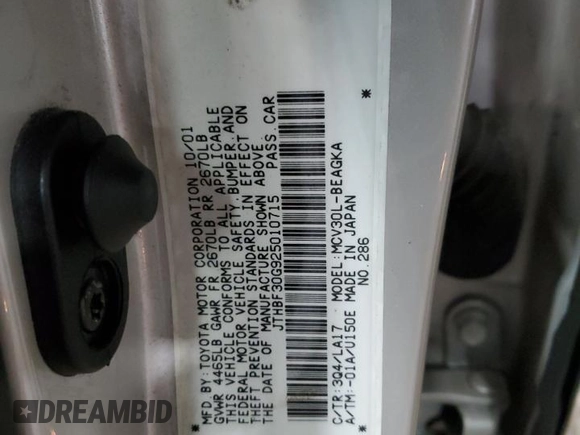 MFD.BY:TOYOTA MOTOR CORPORATION 10/01
GVWR 4465LB GAWR FR 2670LB RR 2670LB
THIS VEHICLE CONFORMS TO ALL APPLICABLE
FEDERAL MOTOR VEHICLE SAFETY, BUMPER, AND
THEFT PREVENTION STANDARDS IN EFFECT ON
THE DATE OF MANUFACTURE SHOWN ABOVE.
JTHBF30G925010715 PASS.CAR
* *
C/TR:3Q4/LA17 MODEL:MCV30L-BEAGKA
A/TM:-01A/U150E MADE IN JAPAN
NO.286
DREAMBID